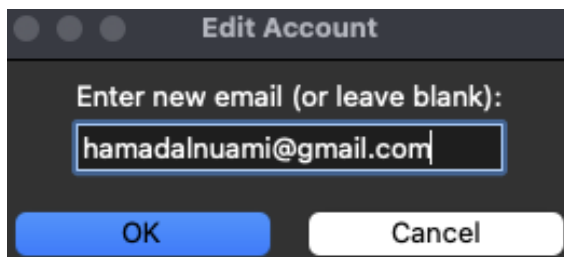 Edit Account
Enter new email (or leave blank):
hamadalnuami@gmail.com
OK
Cancel